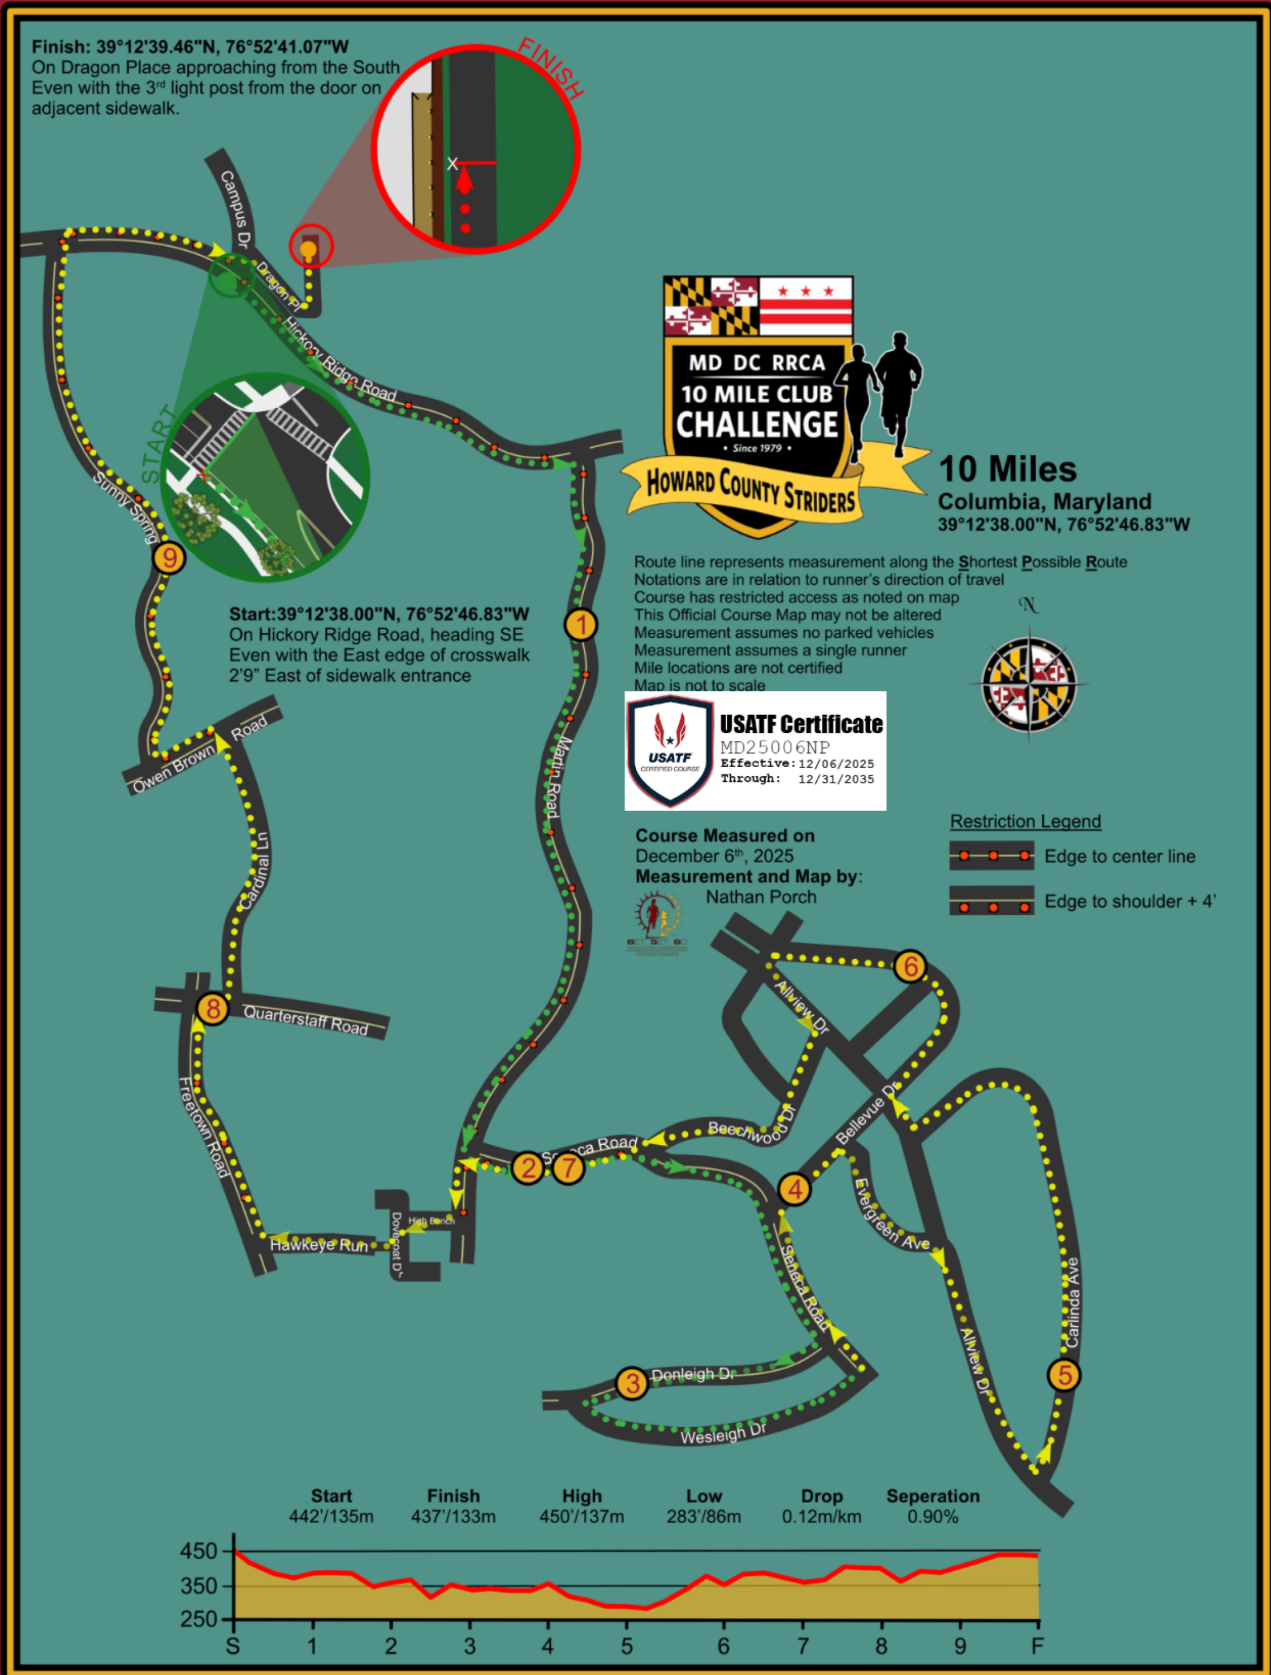 Finish: 39°12'39.46"N, 76°52'41.07"W
On Dragon Place approaching from the South
Even with the 3rd light post from the door on
adjacent sidewalk.
FINISH
X
Campus Dr
Dragon Pl
Hickory Ridge Road
START
X
Sunny Spring
9
Start:39°12'38.00"N, 76°52'46.83"W
On Hickory Ridge Road, heading SE
Even with the East edge of crosswalk
2'9" East of sidewalk entrance
MD DC RRCA
10 MILE CLUB
CHALLENGE
• Since 1979 •
HOWARD COUNTY STRIDERS
10 Miles
Columbia, Maryland
39°12'38.00"N, 76°52'46.83"W
Route line represents measurement along the Shortest Possible Route
Notations are in relation to runner's direction of travel
Course has restricted access as noted on map
This Official Course Map may not be altered
Measurement assumes no parked vehicles
Measurement assumes a single runner
Mile locations are not certified
Map is not to scale
N
USATF
CERTIFIED COURSE
USATF Certificate
MD25006NP
Effective: 12/06/2025
Through: 12/31/2035
Course Measured on
December 6th, 2025
Measurement and Map by:
Nathan Porch
Restriction Legend
Edge to center line
Edge to shoulder + 4'
1
Martin Road
Owen Brown Road
Cardinal Ln
8
Quarterstaff Road
Freetown Road
Hawkeye Run
Dovecoat Dr
High Bench
2
7
Seneca Road
Beechwood Dr
Allview Dr
6
Bellevue Dr
4
Evergreen Ave
Seneca Road
Allview Dr
Carlinda Ave
5
3
Donleigh Dr
Wesleigh Dr
Start Finish High Low Drop Seperation
442'/135m 437'/133m 450'/137m 283'/86m 0.12m/km 0.90%
450
350
250
S 1 2 3 4 5 6 7 8 9 F